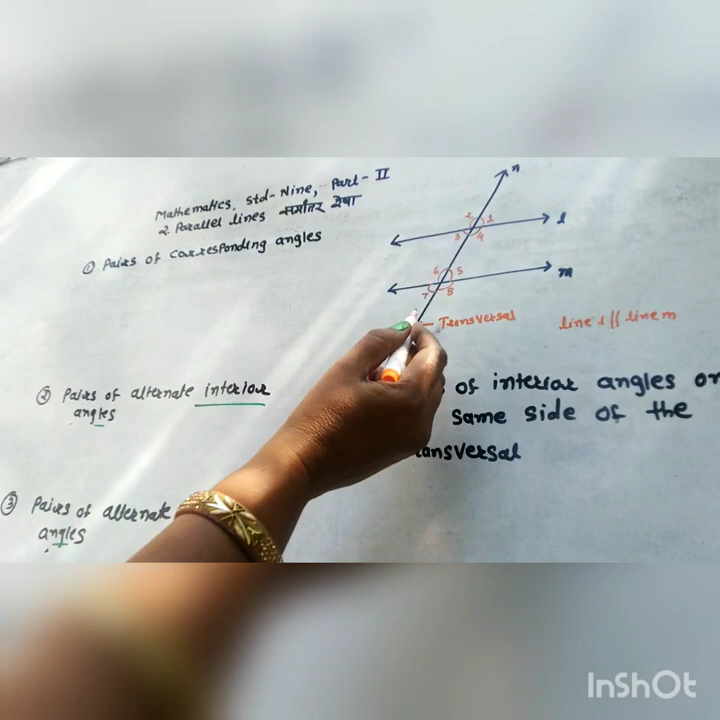 Mathematics, Std-Nine, Part-II
2. Parallel lines समांतर रेषा
① Pairs of courresponding angles
n
2 1
l
3 4
6 5
m
7 8
Transversal
line l // line m
② Pairs of alternate interior
angles
of interior angles on
Same side of the
ansversal
③ Pairs of alternate
angles
InShOt